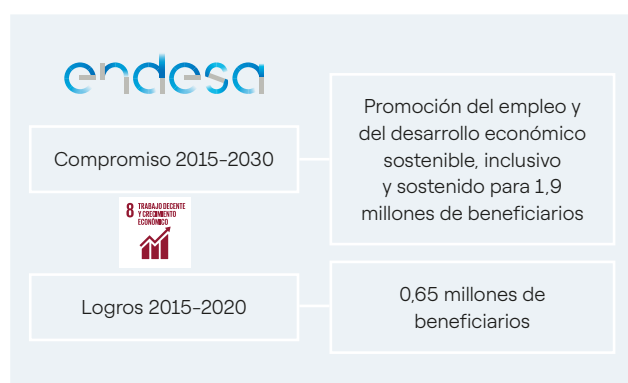 endesa
Compromiso 2015-2030
Promoción del empleo y
del desarrollo económico
sostenible, inclusivo
y sostenido para 1,9
millones de beneficiarios
8 TRABAJO DECENTE
Y CRECIMIENTO
ECONÓMICO
Logros 2015-2020
0,65 millones de
beneficiarios